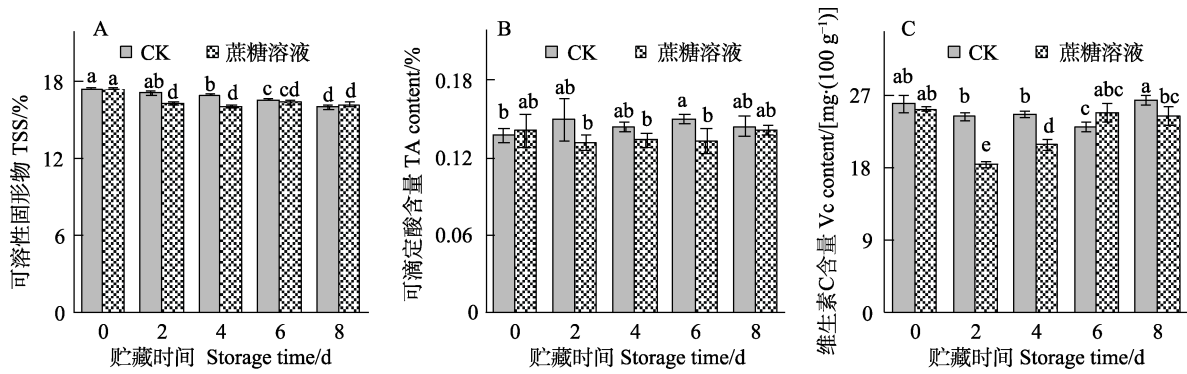 A
CK 蔗糖溶液
可溶性固形物 TSS/%
18
12
6
0
a a ab d b d c cd d d
0 2 4 6 8
贮藏时间 Storage time/d
B
CK 蔗糖溶液
可滴定酸含量 TA content/%
0.18
0.12
0.06
0
b ab ab b ab b a b ab ab
0 2 4 6 8
贮藏时间 Storage time/d
C
CK 蔗糖溶液
维生素C含量 Vc content/[mg·(100 g⁻¹)]
27
18
9
0
ab ab b e b d c abc a bc
0 2 4 6 8
贮藏时间 Storage time/d